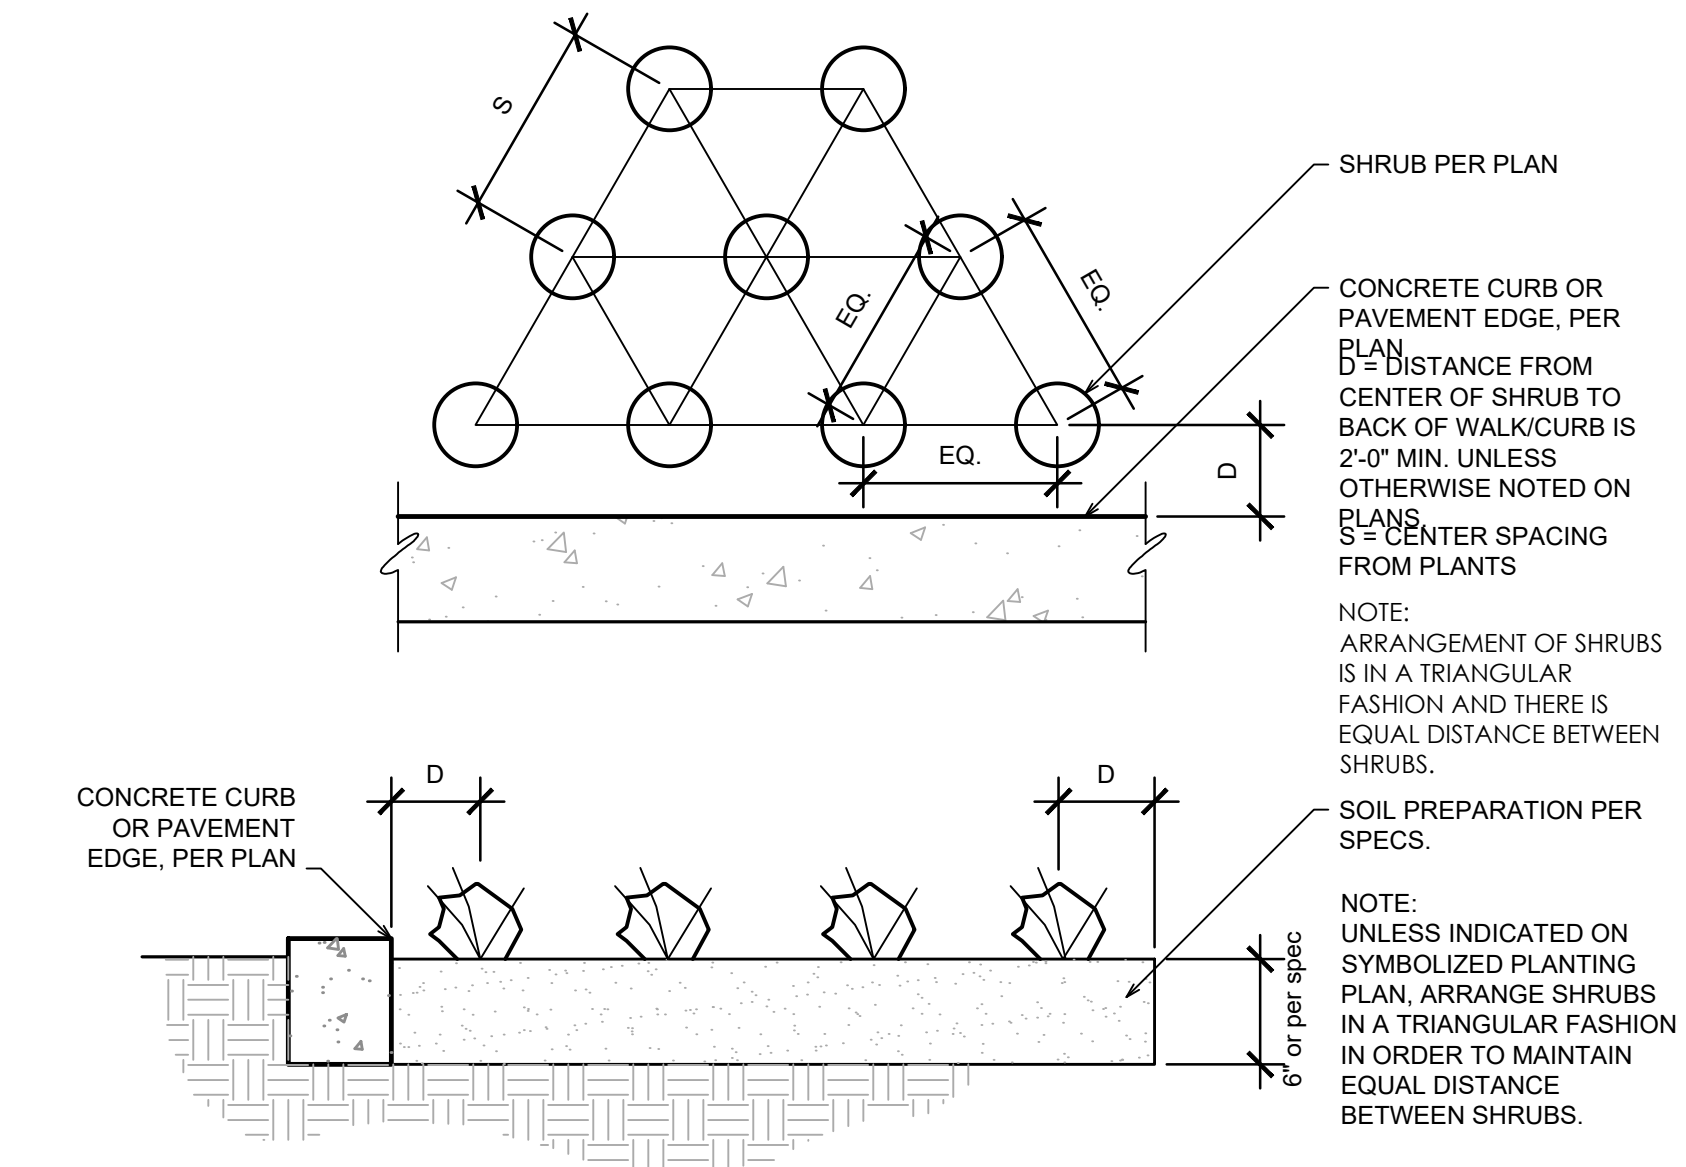 S
SHRUB PER PLAN
CONCRETE CURB OR
PAVEMENT EDGE, PER
PLAN
D = DISTANCE FROM
CENTER OF SHRUB TO
BACK OF WALK/CURB IS
2'-0" MIN. UNLESS
OTHERWISE NOTED ON
PLANS.
S = CENTER SPACING
FROM PLANTS
EQ.
EQ.
EQ.
D
NOTE:
ARRANGEMENT OF SHRUBS
IS IN A TRIANGULAR
FASHION AND THERE IS
EQUAL DISTANCE BETWEEN
SHRUBS.
CONCRETE CURB
OR PAVEMENT
EDGE, PER PLAN
D
D
SOIL PREPARATION PER
SPECS.
6" or per spec
NOTE:
UNLESS INDICATED ON
SYMBOLIZED PLANTING
PLAN, ARRANGE SHRUBS
IN A TRIANGULAR FASHION
IN ORDER TO MAINTAIN
EQUAL DISTANCE
BETWEEN SHRUBS.